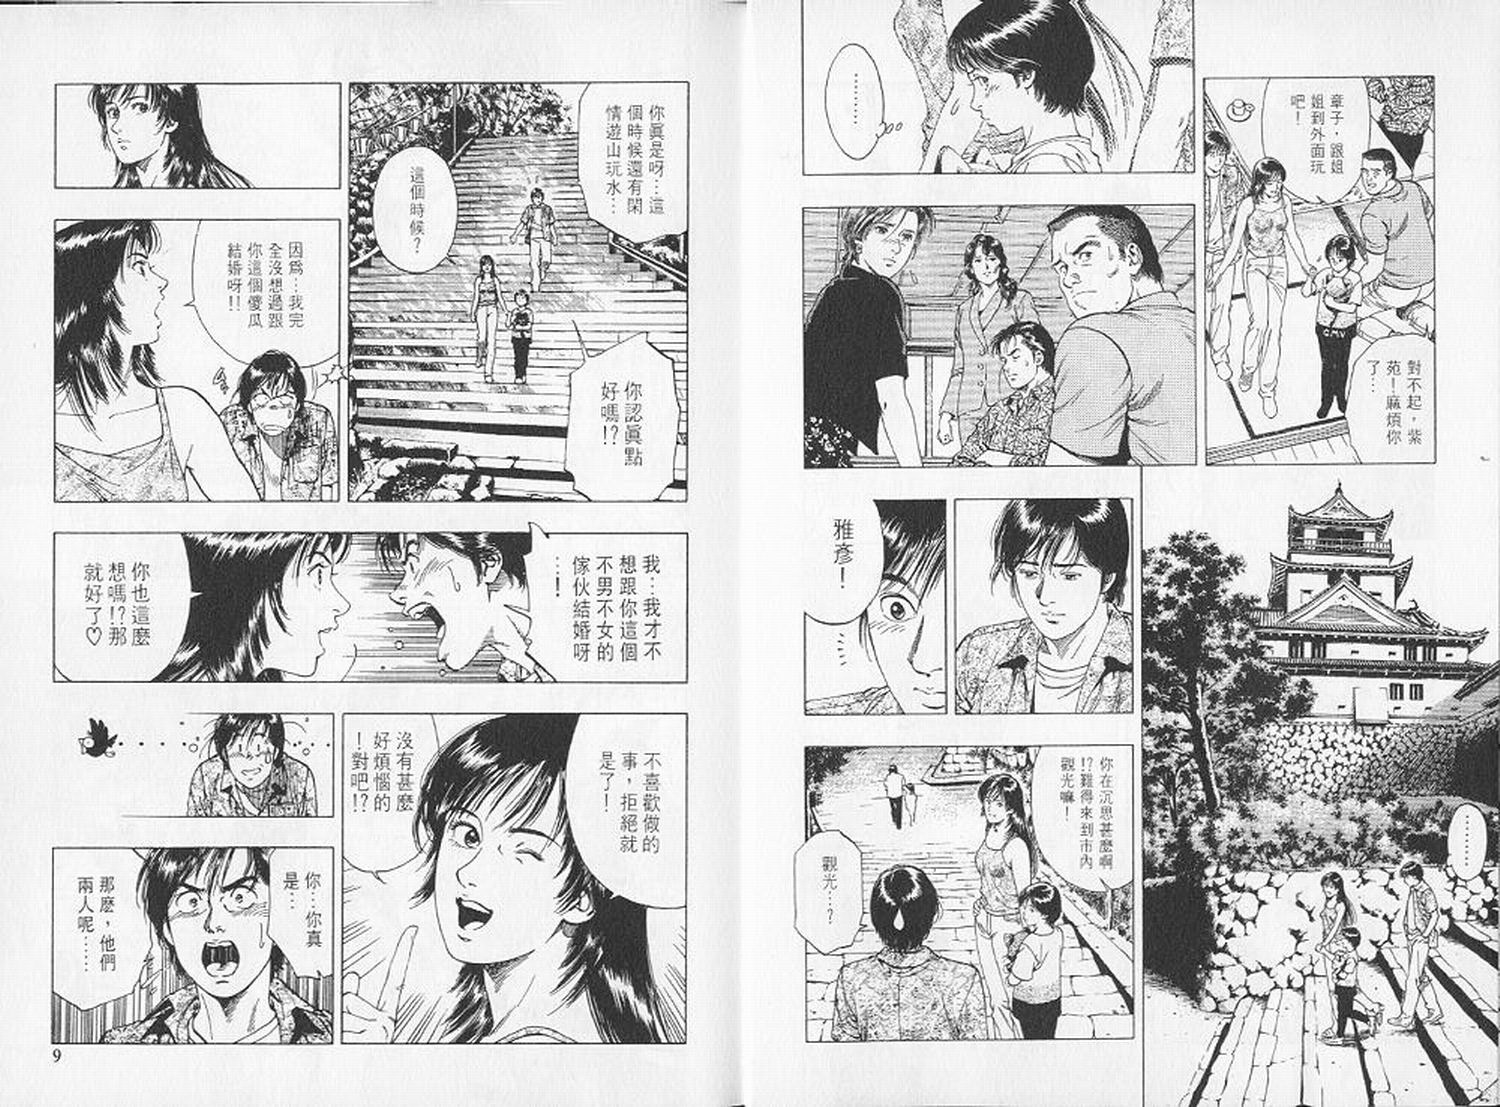 章子，跟姐
姐到外面玩
吧！
對不起，紫
苑！麻煩你
了…
………
雅彥！
………
你在沉思甚麼啊
!?難得來到市內
觀光嘛！
觀光…？
你眞是呀…這
個時候還有閑
情遊山玩水…
這個時候？
你認眞點
好嗎!?
因爲…我完
全沒想過跟
你這個傻瓜
結婚呀!!
我…我才不
想跟你這個
不男不女的
傢伙結婚呀
…！
你也這麼
想嗎!?那
就好了♡
不喜歡做的
事，拒絕就
是了！
沒有甚麼
好煩惱的
！對吧!?
你…你真
是…
那麽，他們
兩人呢……
9